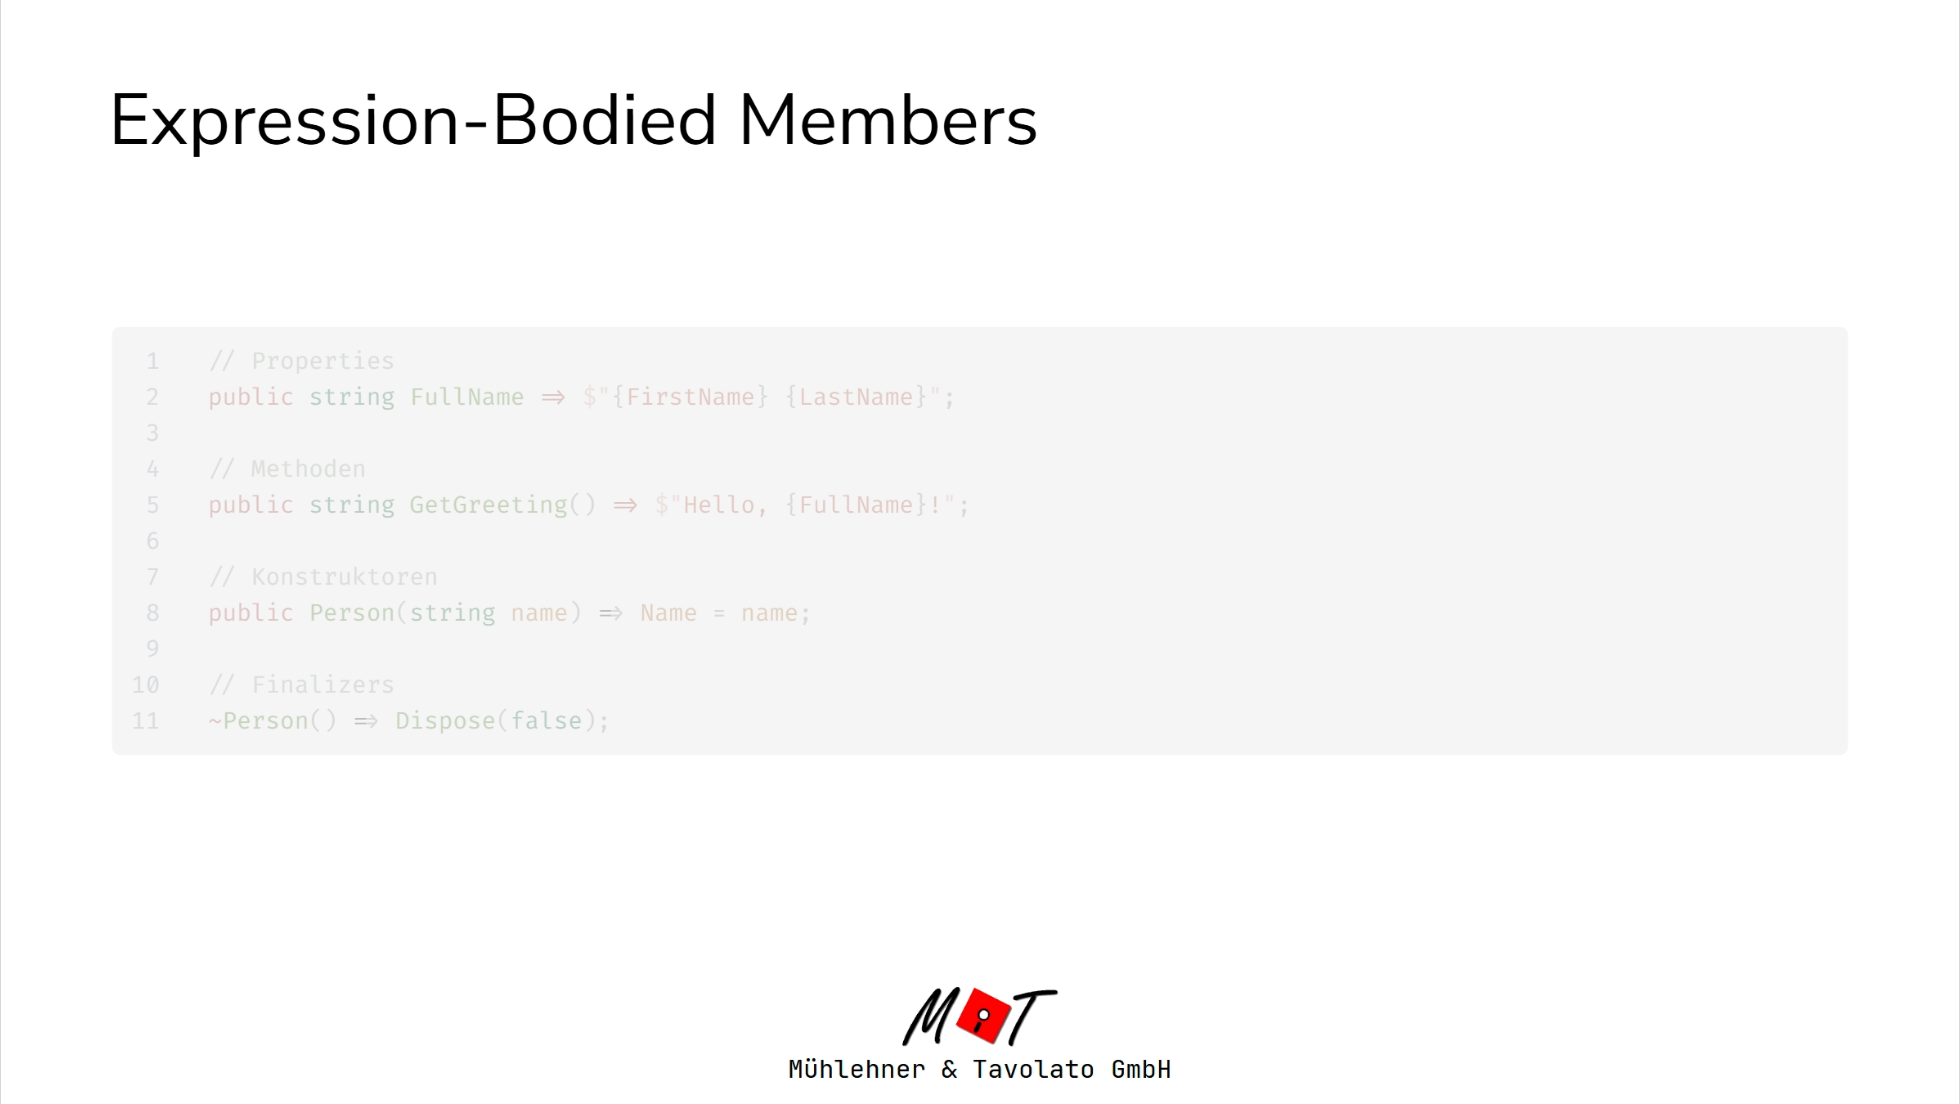 Expression-Bodied Members
1 // Properties
2 public string FullName => $"{FirstName} {LastName}";
3
4 // Methoden
5 public string GetGreeting() => $"Hello, {FullName}!";
6
7 // Konstruktoren
8 public Person(string name) => Name = name;
9
10 // Finalizers
11 ~Person() => Dispose(false);
M T
Mühlehner & Tavolato GmbH